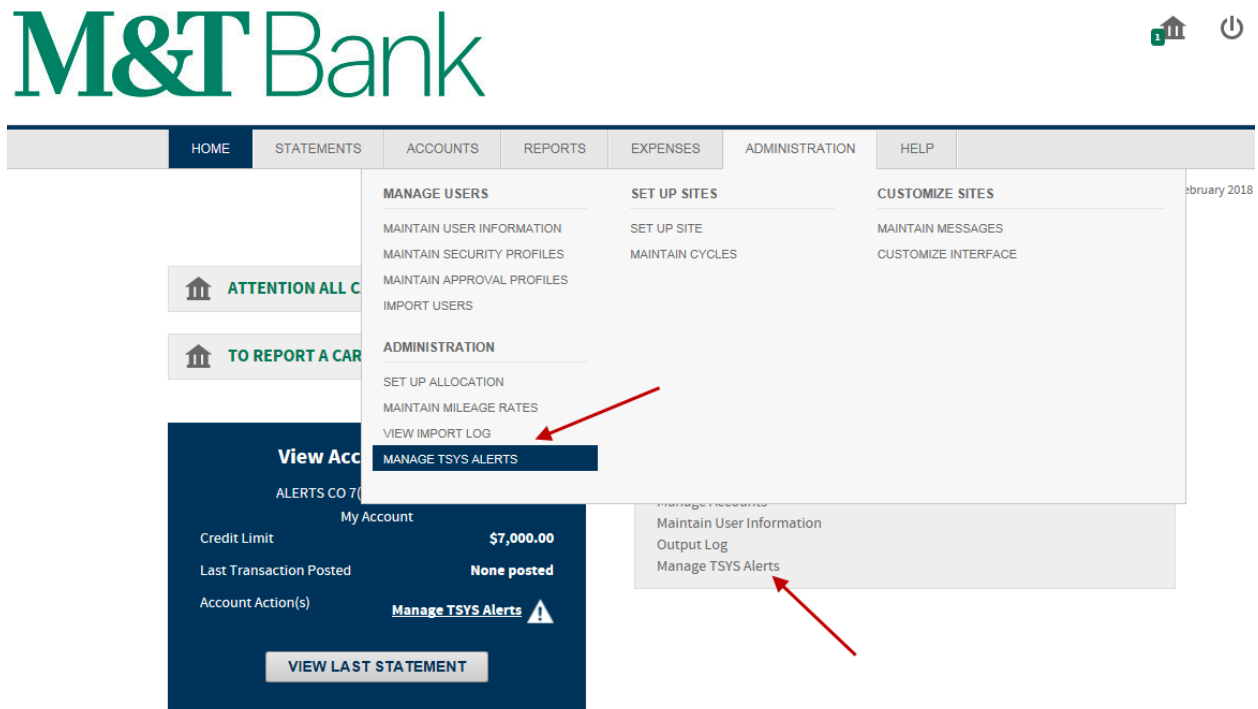 M&T Bank
1
HOME STATEMENTS ACCOUNTS REPORTS EXPENSES ADMINISTRATION HELP
MANAGE USERS
MAINTAIN USER INFORMATION
MAINTAIN SECURITY PROFILES
MAINTAIN APPROVAL PROFILES
IMPORT USERS
ADMINISTRATION
SET UP ALLOCATION
MAINTAIN MILEAGE RATES
VIEW IMPORT LOG
MANAGE TSYS ALERTS
SET UP SITES
SET UP SITE
MAINTAIN CYCLES
CUSTOMIZE SITES
MAINTAIN MESSAGES
CUSTOMIZE INTERFACE
ebruary 2018
ATTENTION ALL C
TO REPORT A CAR
View Acc
ALERTS CO 7(
My Account
Credit Limit $7,000.00
Last Transaction Posted None posted
Account Action(s) Manage TSYS Alerts
VIEW LAST STATEMENT
Manage Accounts
Maintain User Information
Output Log
Manage TSYS Alerts